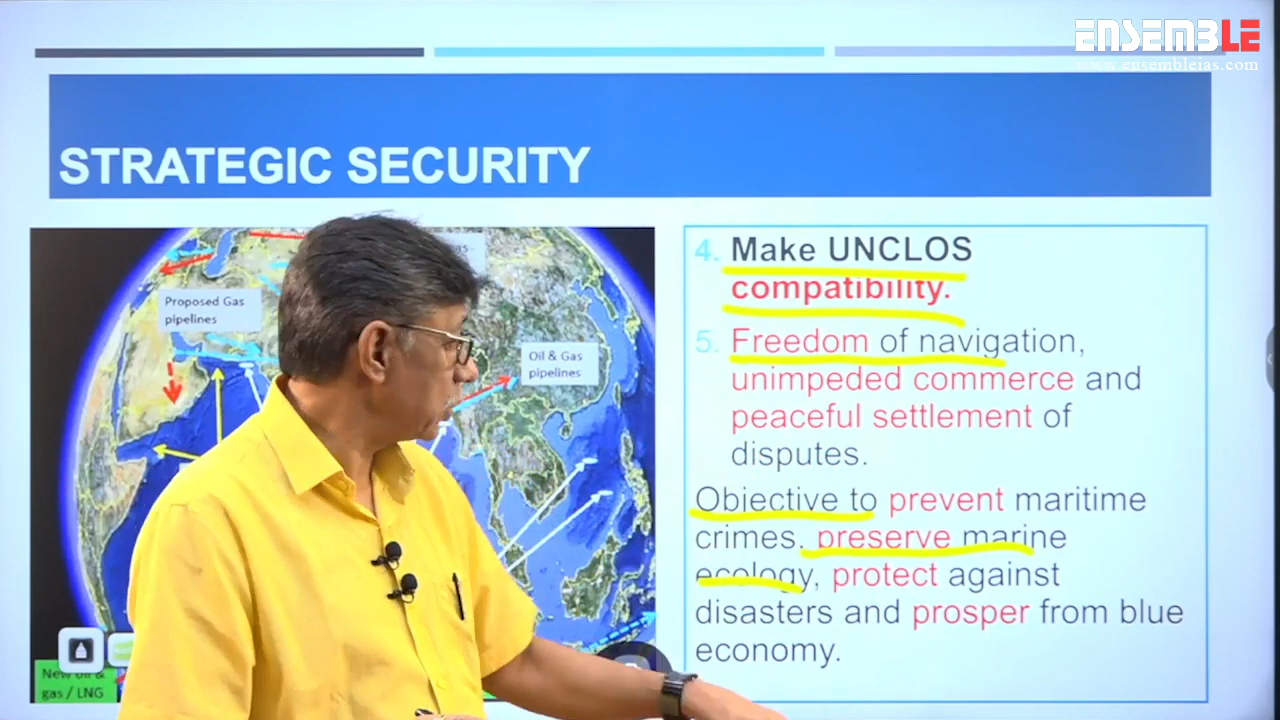 ENSEMBLE
www.ensembleias.com
STRATEGIC SECURITY
Proposed Gas
pipelines
Oil & Gas
pipelines
New oil &
gas / LNG
4. Make UNCLOS
compatibility.
5. Freedom of navigation,
unimpeded commerce and
peaceful settlement of
disputes.
Objective to prevent maritime
crimes, preserve marine
ecology, protect against
disasters and prosper from blue
economy.